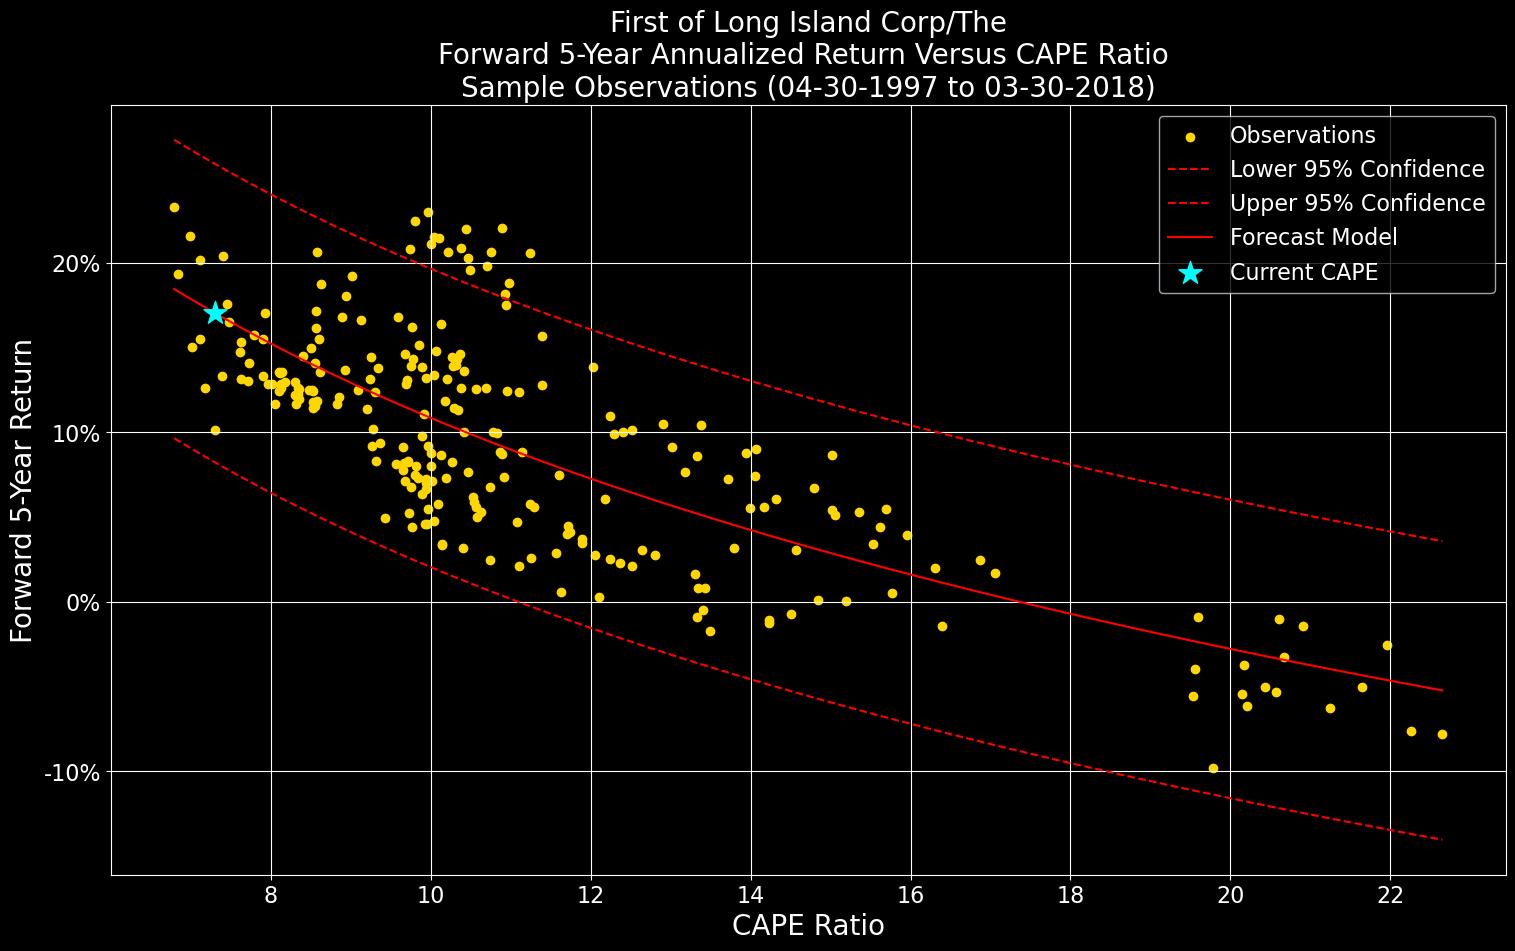 First of Long Island Corp/The
Forward 5-Year Annualized Return Versus CAPE Ratio
Sample Observations (04-30-1997 to 03-30-2018)
Observations
Lower 95% Confidence
Upper 95% Confidence
Forecast Model
Current CAPE
Forward 5-Year Return
20%
10%
0%
-10%
8 10 12 14 16 18 20 22
CAPE Ratio